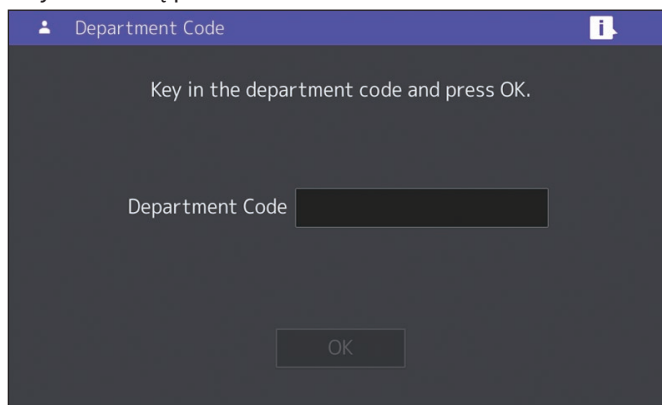 Department Code
Key in the department code and press OK.
Department Code
OK